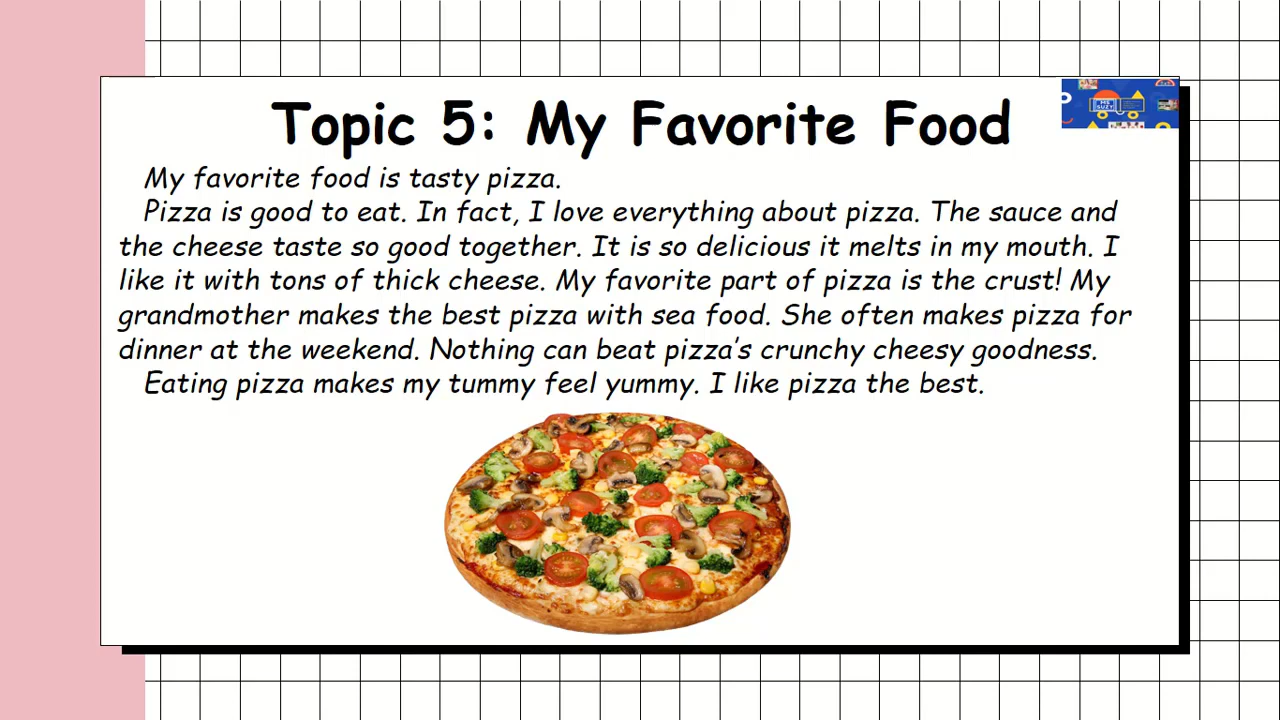 Topic 5: My Favorite Food
MS
SUZY
My favorite food is tasty pizza.
Pizza is good to eat. In fact, I love everything about pizza. The sauce and
the cheese taste so good together. It is so delicious it melts in my mouth. I
like it with tons of thick cheese. My favorite part of pizza is the crust! My
grandmother makes the best pizza with sea food. She often makes pizza for
dinner at the weekend. Nothing can beat pizza's crunchy cheesy goodness.
Eating pizza makes my tummy feel yummy. I like pizza the best.